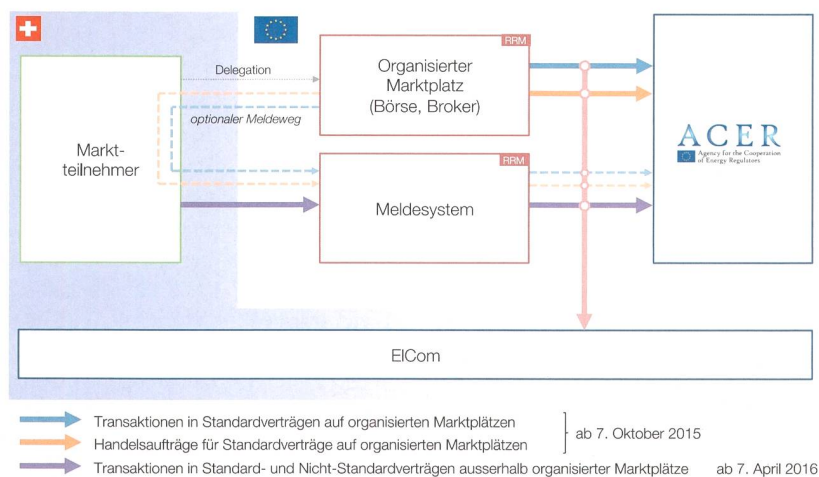 RRM
Delegation
Organisierter
Marktplatz
(Börse, Broker)
optionaler Meldeweg
Markt-
teilnehmer
ACER
Agency for the Cooperation
of Energy Regulators
RRM
Meldesystem
ElCom
Transaktionen in Standardverträgen auf organisierten Marktplätzen
Handelsaufträge für Standardverträge auf organisierten Marktplätzen
ab 7. Oktober 2015
Transaktionen in Standard- und Nicht-Standardverträgen ausserhalb organisierter Marktplätze ab 7. April 2016